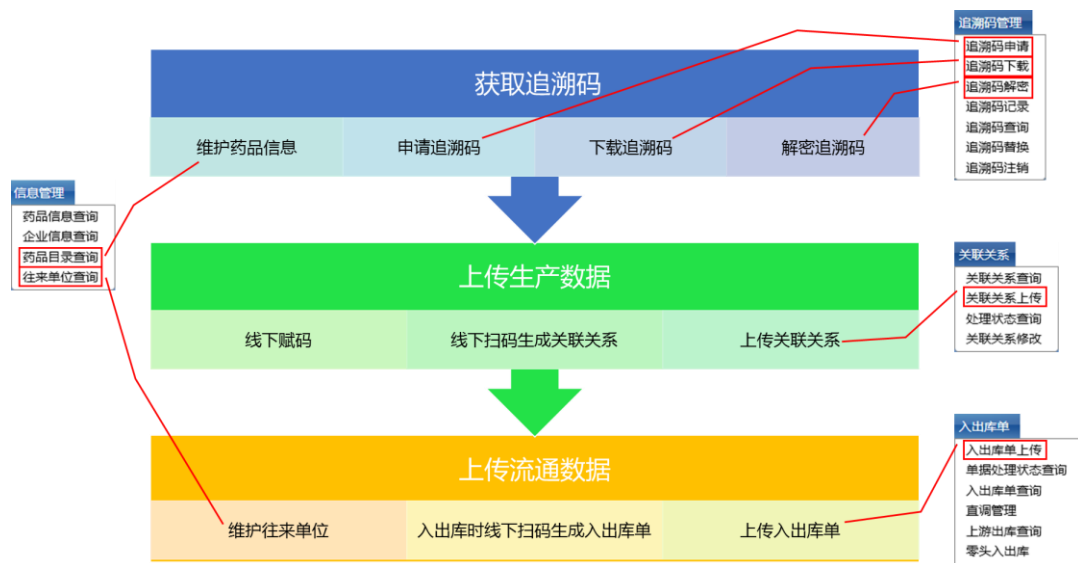 追溯码管理
追溯码申请
追溯码下载
追溯码解密
追溯码记录
追溯码查询
追溯码替换
追溯码注销
获取追溯码
维护药品信息
申请追溯码
下载追溯码
解密追溯码
信息管理
药品信息查询
企业信息查询
药品目录查询
往来单位查询
上传生产数据
线下赋码
线下扫码生成关联关系
上传关联关系
关联关系
关联关系查询
关联关系上传
处理状态查询
关联关系修改
上传流通数据
维护往来单位
入出库时线下扫码生成入出库单
上传入出库单
入出库单
入出库单上传
单据处理状态查询
入出库单查询
直调管理
上游出库查询
零头入出库